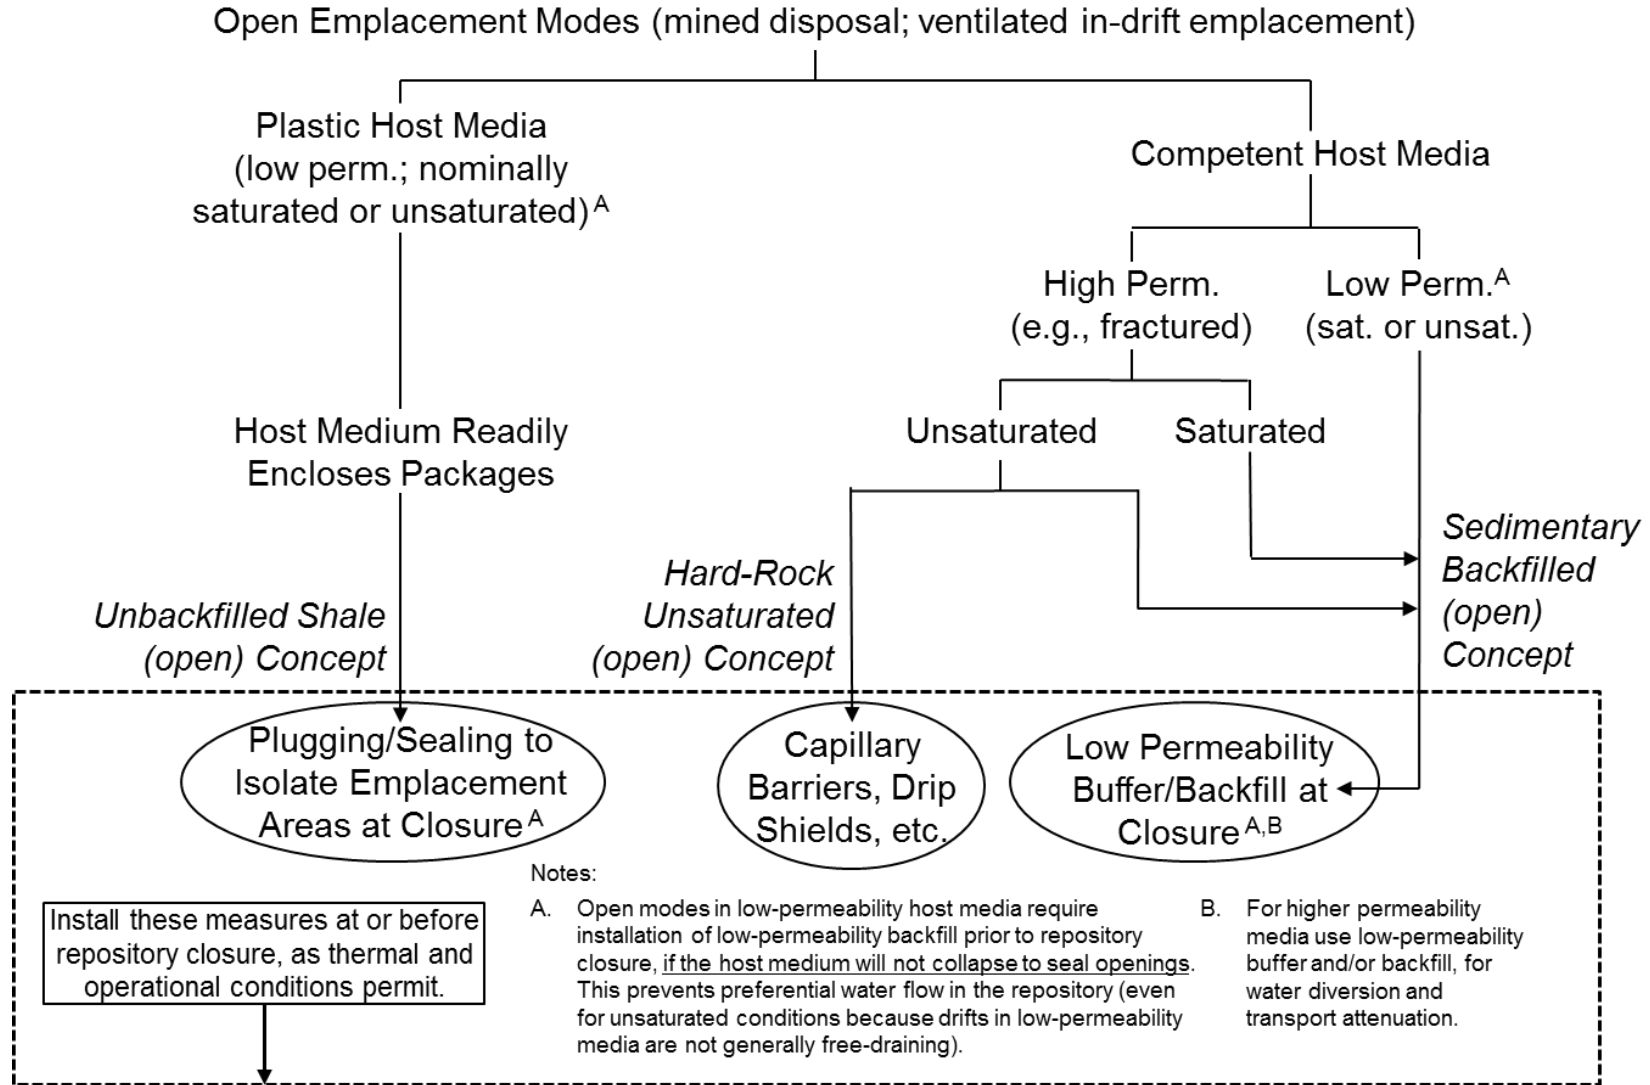 Open Emplacement Modes (mined disposal; ventilated in-drift emplacement)
Plastic Host Media
(low perm.; nominally
saturated or unsaturated) A
Competent Host Media
High Perm.
(e.g., fractured)
Low Perm. A
(sat. or unsat.)
Host Medium Readily
Encloses Packages
Unsaturated
Saturated
Unbackfilled Shale
(open) Concept
Hard-Rock
Unsaturated
(open) Concept
Sedimentary
Backfilled
(open)
Concept
Plugging/Sealing to
Isolate Emplacement
Areas at Closure A
Capillary
Barriers, Drip
Shields, etc.
Low Permeability
Buffer/Backfill at
Closure A,B
Install these measures at or before
repository closure, as thermal and
operational conditions permit.
Notes:
A. Open modes in low-permeability host media require
installation of low-permeability backfill prior to repository
closure, if the host medium will not collapse to seal openings.
This prevents preferential water flow in the repository (even
for unsaturated conditions because drifts in low-permeability
media are not generally free-draining).
B. For higher permeability
media use low-permeability
buffer and/or backfill, for
water diversion and
transport attenuation.